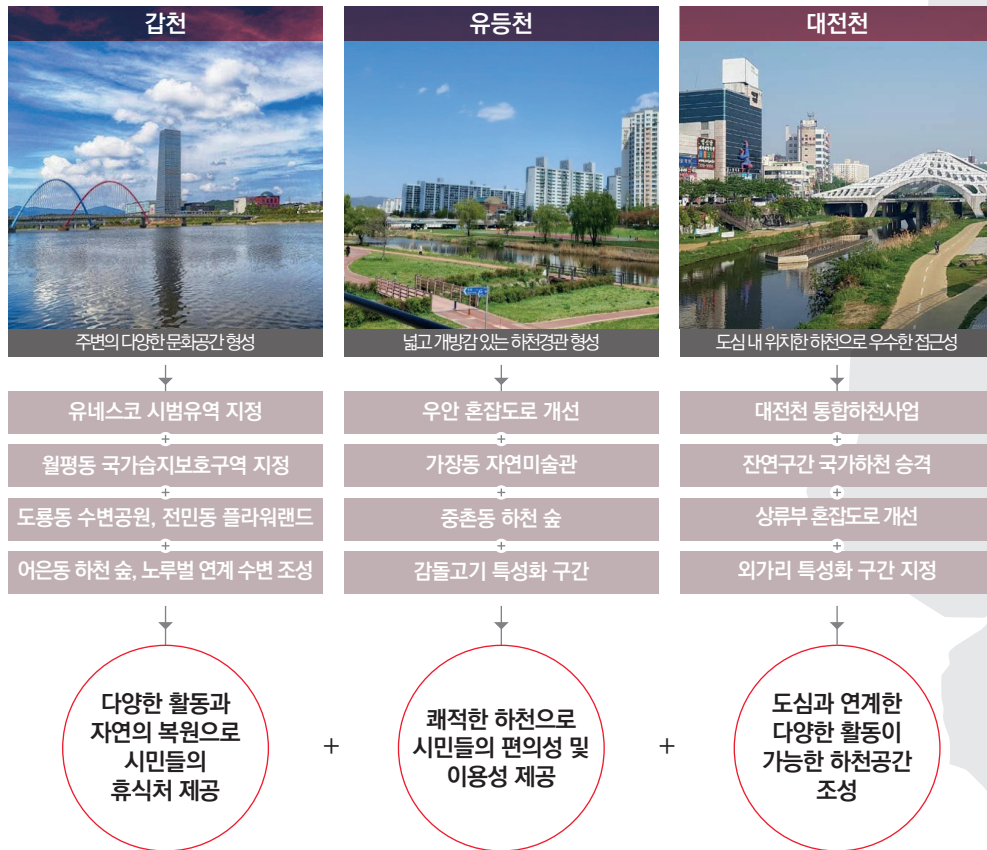 갑천
주변의 다양한 문화공간 형성
유네스코 시범유역 지정
+
월평동 국가습지보호구역 지정
+
도룡동 수변공원, 전민동 플라워랜드
+
어은동 하천 숲, 노루벌 연계 수변 조성
다양한 활동과
자연의 복원으로
시민들의
휴식처 제공
+
유등천
넓고 개방감 있는 하천경관 형성
우안 혼잡도로 개선
+
가장동 자연미술관
+
중촌동 하천 숲
+
감돌고기 특성화 구간
쾌적한 하천으로
시민들의 편의성 및
이용성 제공
+
대전천
도심 내 위치한 하천으로 우수한 접근성
대전천 통합하천사업
+
잔연구간 국가하천 승격
+
상류부 혼잡도로 개선
+
외가리 특성화 구간 지정
도심과 연계한
다양한 활동이
가능한 하천공간
조성